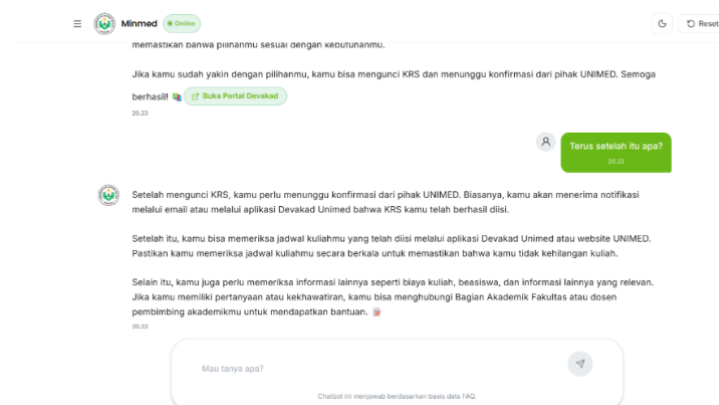 Minmed
Online
Reset
memastikan bahwa pilihanmu sesuai dengan kebutuhanmu.
Jika kamu sudah yakin dengan pilihanmu, kamu bisa mengunci KRS dan menunggu konfirmasi dari pihak UNIMED. Semoga
berhasil! Buka Portal Devakad
20.23
Terus setelah itu apa?
20.23
Setelah mengunci KRS, kamu perlu menunggu konfirmasi dari pihak UNIMED. Biasanya, kamu akan menerima notifikasi
melalui email atau melalui aplikasi Devakad Unimed bahwa KRS kamu telah berhasil diisi.
Setelah itu, kamu bisa memeriksa jadwal kuliahmu yang telah diisi melalui aplikasi Devakad Unimed atau website UNIMED.
Pastikan kamu memeriksa jadwal kuliahmu secara berkala untuk memastikan bahwa kamu tidak kehilangan kuliah.
Selain itu, kamu juga perlu memeriksa informasi lainnya seperti biaya kuliah, beasiswa, dan informasi lainnya yang relevan.
Jika kamu memiliki pertanyaan atau kekhawatiran, kamu bisa menghubungi Bagian Akademik Fakultas atau dosen
pembimbing akademikmu untuk mendapatkan bantuan.
20.23
Mau tanya apa?
Chatbot ini menjawab berdasarkan basis data FAQ.